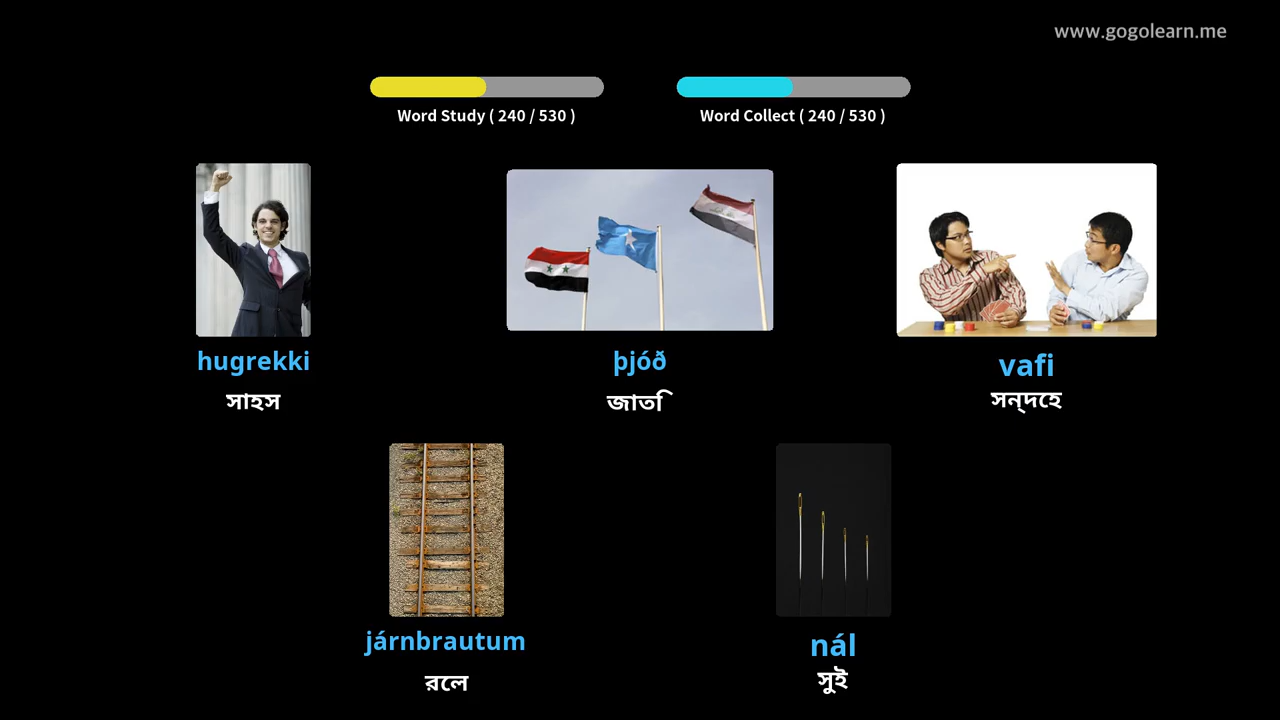 www.gogolearn.me
Word Study ( 240 / 530 )
Word Collect ( 240 / 530 )
hugrekki
þjóð
vafi
সাহস
জাতি
সন্দেহ
járnbrautum
nál
রেল
সুই